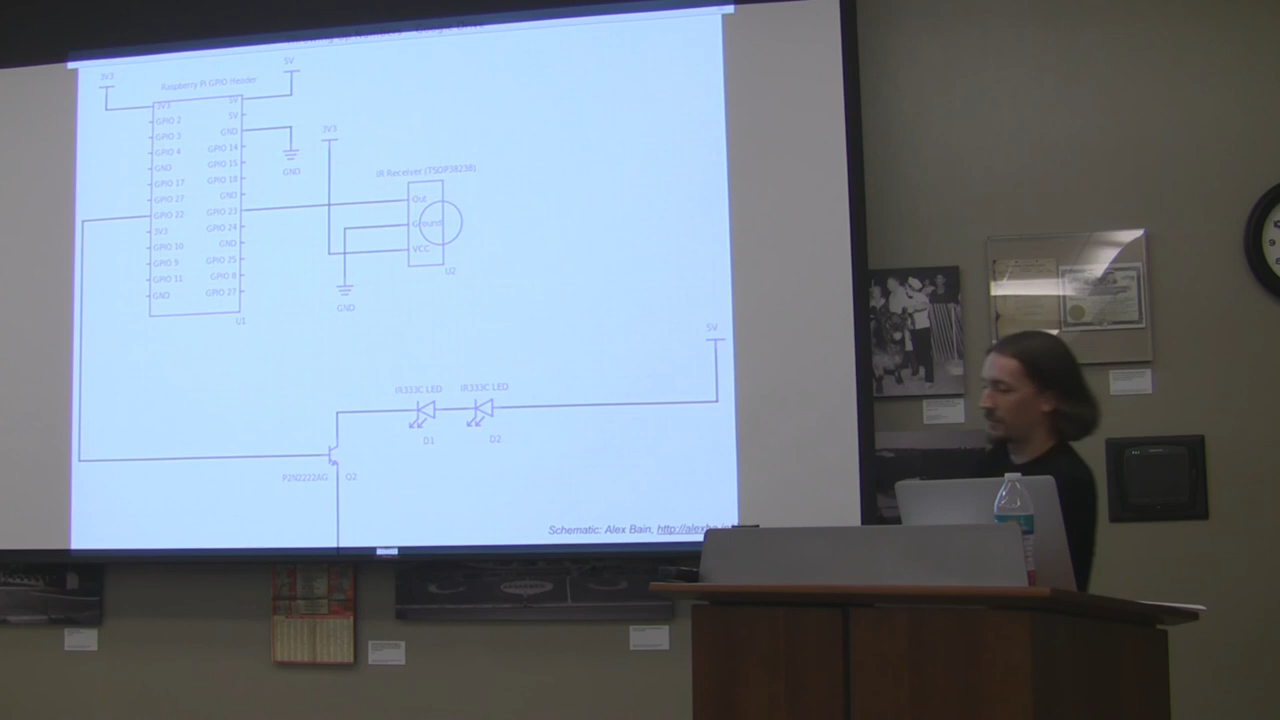 3V3
Raspberry Pi GPIO Header
5V
3V3
GPIO 2
GPIO 3
GPIO 4
GND
GPIO 17
GPIO 27
GPIO 22
3V3
GPIO 10
GPIO 9
GPIO 11
GND
5V
5V
GND
GPIO 14
GPIO 15
GPIO 18
GND
GPIO 23
GPIO 24
GND
GPIO 25
GPIO 8
GPIO 27
U1
GND
3V3
IR Receiver (TSOP38238)
Out
Ground
VCC
U2
GND
5V
IR333C LED
IR333C LED
D1
D2
P2N2222AG
Q2
Schematic: Alex Bain,